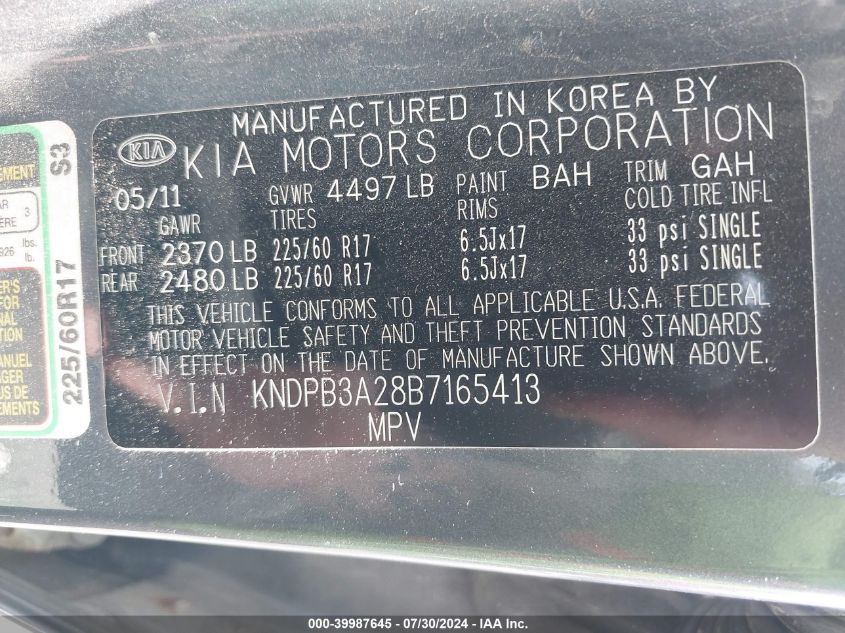 MANUFACTURED IN KOREA BY
KIA KIA MOTORS CORPORATION
05/11 GVWR 4497 LB PAINT BAH TRIM GAH
GAWR TIRES RIMS COLD TIRE INFL
FRONT 2370 LB 225/60 R17 6.5Jx17 33 psi SINGLE
REAR 2480 LB 225/60 R17 6.5Jx17 33 psi SINGLE
THIS VEHICLE CONFORMS TO ALL APPLICABLE U.S.A. FEDERAL
MOTOR VEHICLE SAFETY AND THEFT PREVENTION STANDARDS
IN EFFECT ON THE DATE OF MANUFACTURE SHOWN ABOVE.
V.I.N KNDPB3A28B7165413
MPV
225/60R17 S3
3
lbs.
lb.
000-39987645 - 07/30/2024 - IAA Inc.